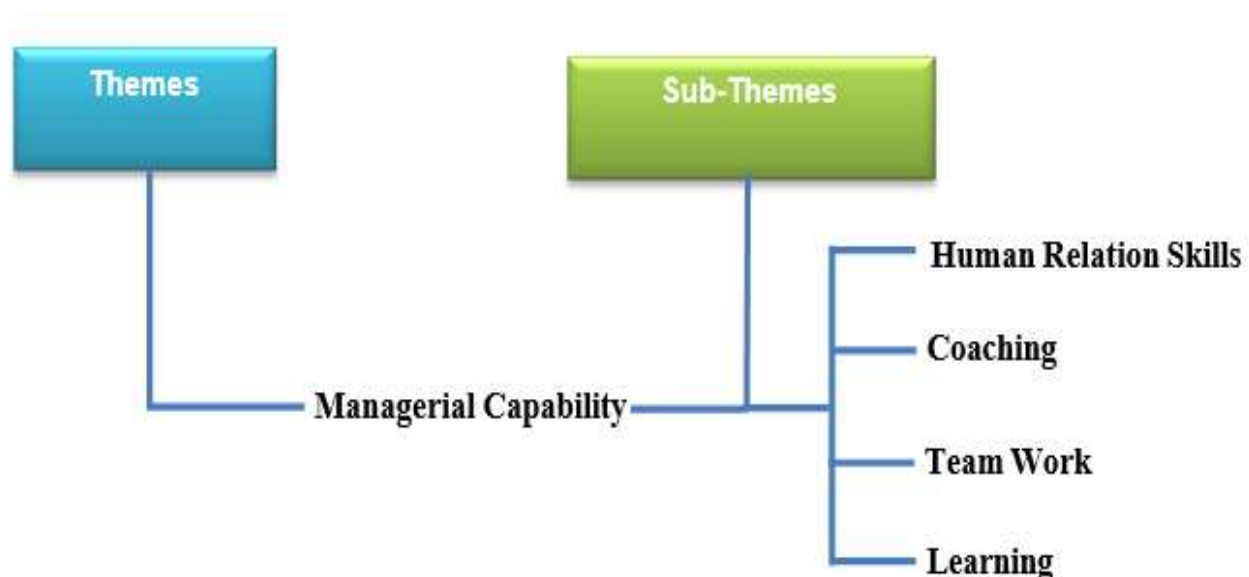 Themes
Sub-Themes
Human Relation Skills
Coaching
Managerial Capability
Team Work
Learning